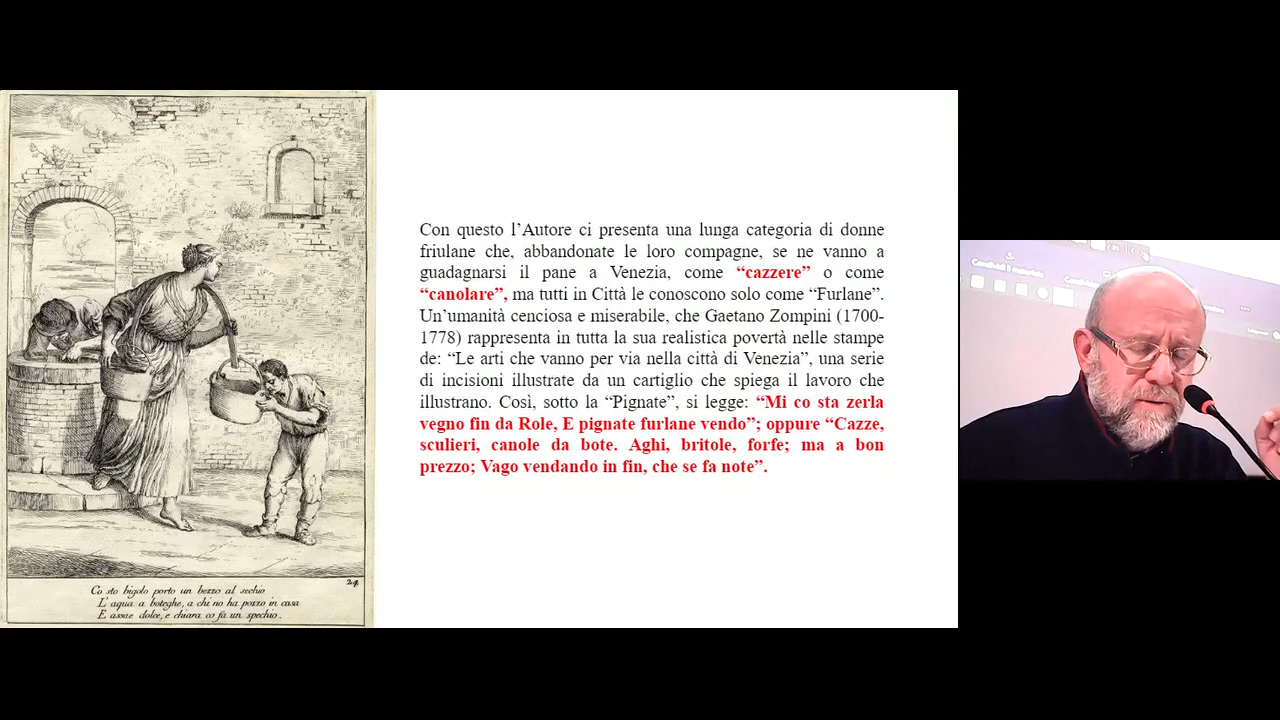 Con questo l’Autore ci presenta una lunga categoria di donne
friulane che, abbandonate le loro compagne, se ne vanno a
guadagnarsi il pane a Venezia, come “cazzere” o come
“canolare”, ma tutti in Città le conoscono solo come “Furlane”.
Un’umanità cenciosa e miserabile, che Gaetano Zompini (1700-
1778) rappresenta in tutta la sua realistica povertà nelle stampe
de: “Le arti che vanno per via nella città di Venezia”, una serie
di incisioni illustrate da un cartiglio che spiega il lavoro che
illustrano. Così, sotto la “Pignate”, si legge: “Mi co sta zerla
vegno fin da Role, E pignate furlane vendo”; oppure “Cazze,
sculieri, canole da bote. Aghi, britole, forfe; ma a bon
prezzo; Vago vendando in fin, che se fa note”.
24
Co sto bigolo porto un bezzo al sechio
L'aqua a boteghe, a chi no ha pozzo in casa
E assae dolce, e chiara co fà un spechio.